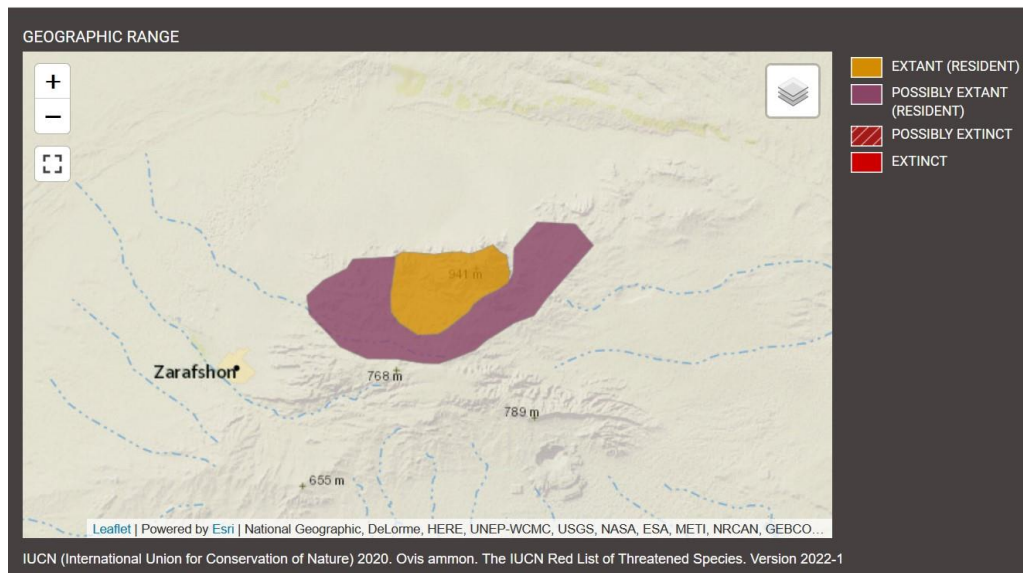 GEOGRAPHIC RANGE
+
−
EXTANT (RESIDENT)
POSSIBLY EXTANT
(RESIDENT)
POSSIBLY EXTINCT
EXTINCT
941 m
Zarafshon
768 m
789 m
655 m
Leaflet | Powered by Esri | National Geographic, DeLorme, HERE, UNEP-WCMC, USGS, NASA, ESA, METI, NRCAN, GEBCO…
IUCN (International Union for Conservation of Nature) 2020. Ovis ammon. The IUCN Red List of Threatened Species. Version 2022-1